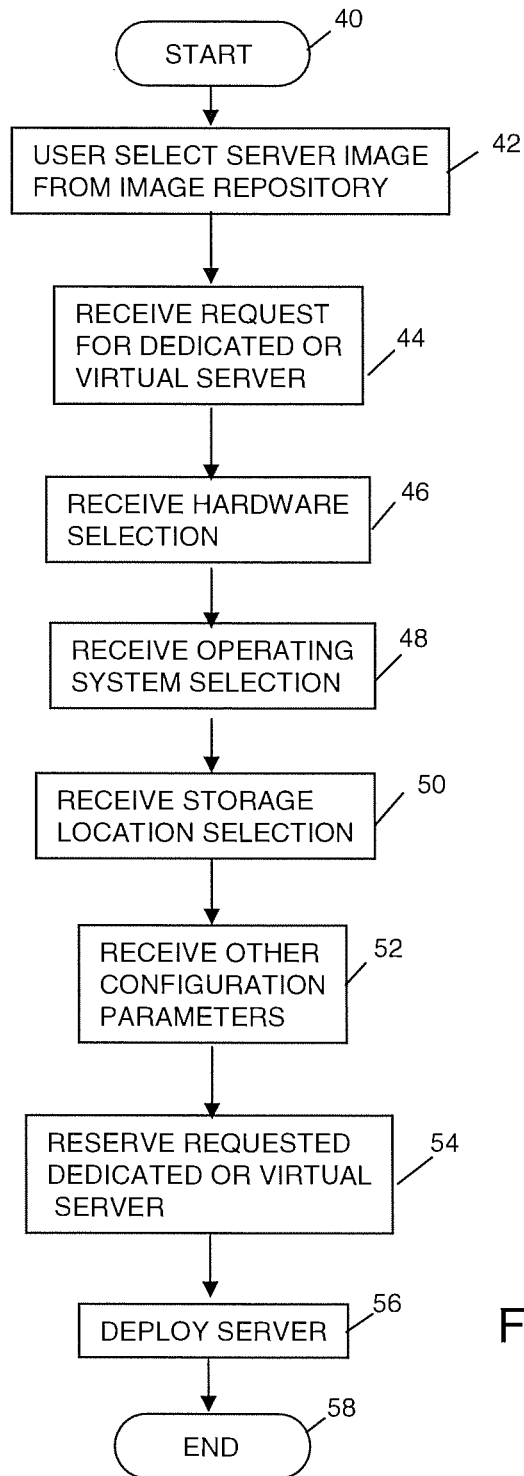 START
40
USER SELECT SERVER IMAGE
FROM IMAGE REPOSITORY
42
RECEIVE REQUEST
FOR DEDICATED OR
VIRTUAL SERVER
44
RECEIVE HARDWARE
SELECTION
46
RECEIVE OPERATING
SYSTEM SELECTION
48
RECEIVE STORAGE
LOCATION SELECTION
50
RECEIVE OTHER
CONFIGURATION
PARAMETERS
52
RESERVE REQUESTED
DEDICATED OR VIRTUAL
SERVER
54
DEPLOY SERVER
56
F
END
58